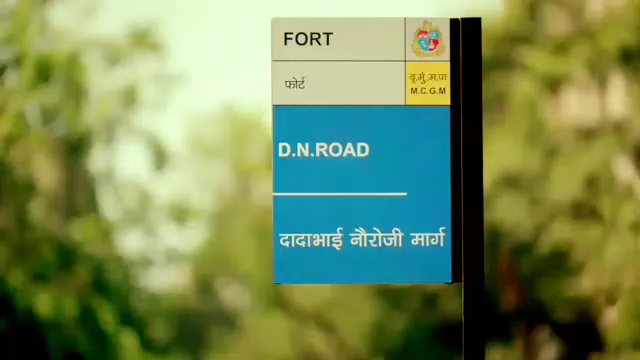 FORT
फोर्ट
बृ.मुं.म.पा
M.C.G.M
D.N.ROAD
दादाभाई नौरोजी मार्ग